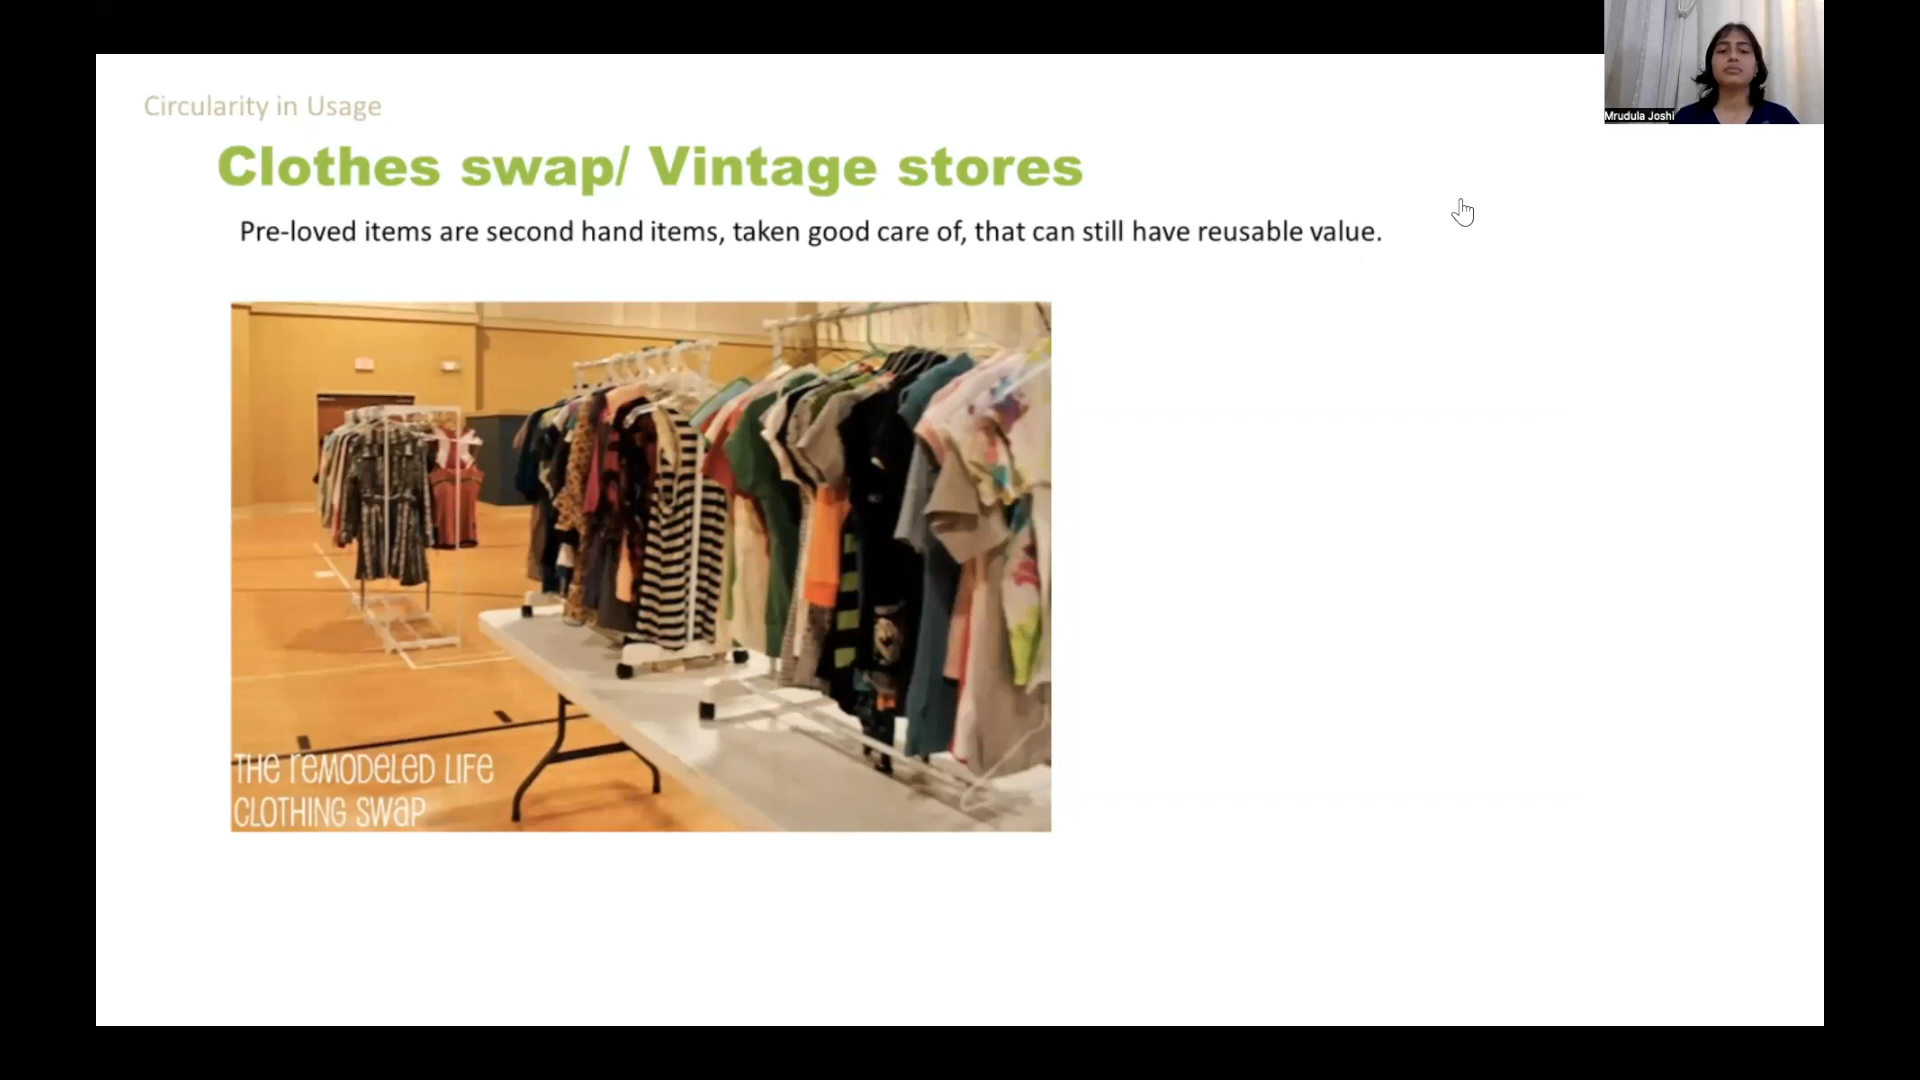 Circularity in Usage
Mrudula Joshi
Clothes swap/ Vintage stores
Pre-loved items are second hand items, taken good care of, that can still have reusable value.
THE REMODELED LIFE
CLOTHING SWAP